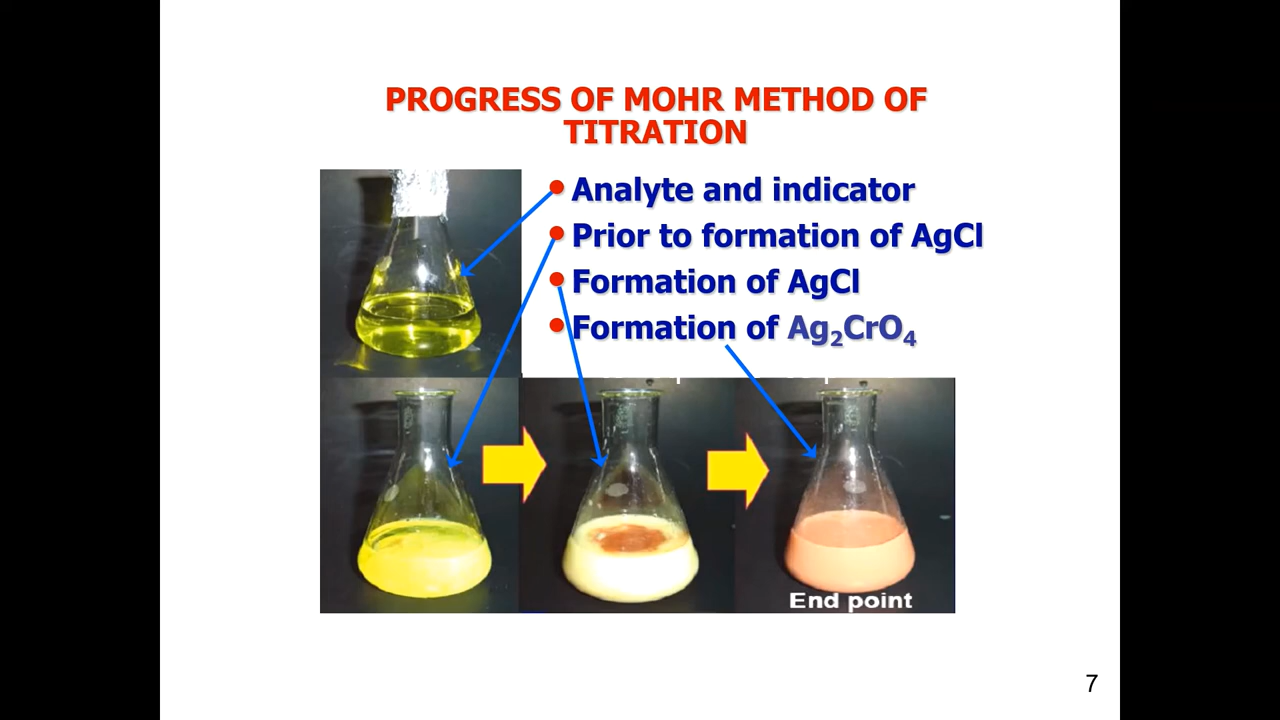 PROGRESS OF MOHR METHOD OF
TITRATION
• Analyte and indicator
• Prior to formation of AgCl
• Formation of AgCl
• Formation of Ag₂CrO₄
End point
7